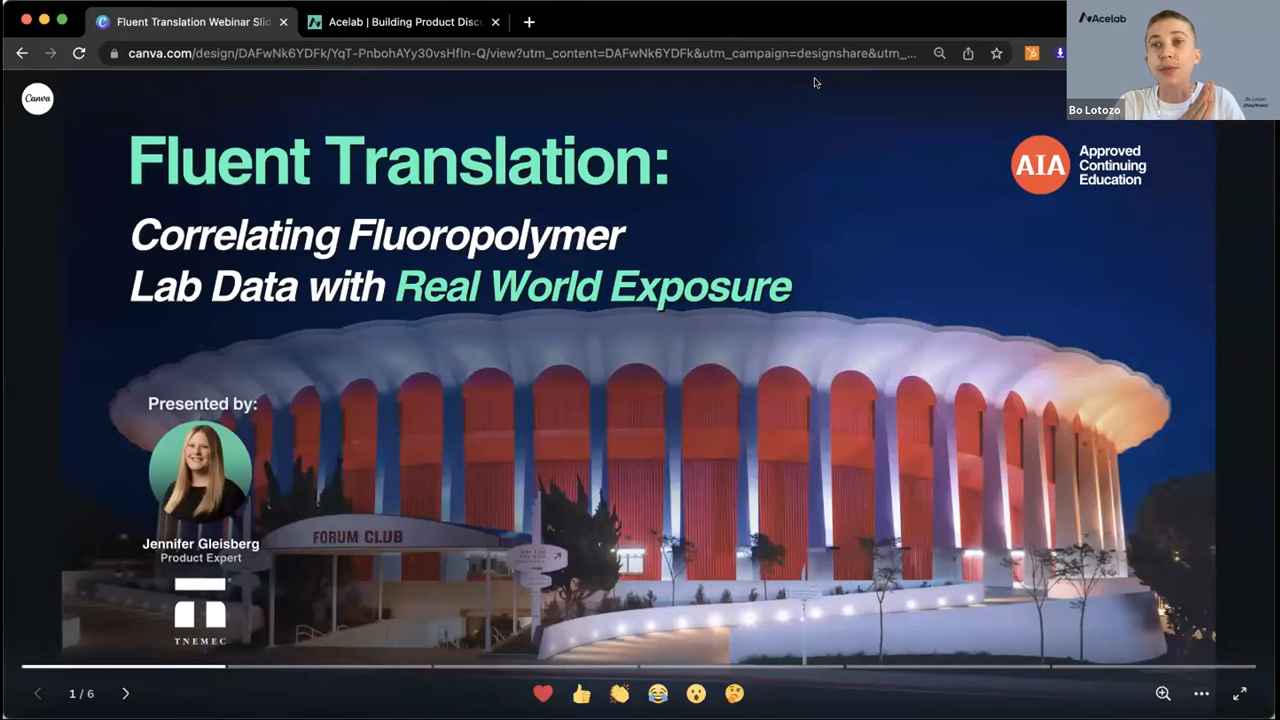 Fluent Translation Webinar Slid
Acelab | Building Product Disc
canva.com/design/DAFwNk6YDFk/YqT-PnbohAYy30vsHfIn-Q/view?utm_content=DAFwNk6YDFk&utm_campaign=designshare&utm_...
Acelab
Bo Lotozo
Bo Lotozo
Canva
Fluent Translation:
Correlating Fluoropolymer
Lab Data with Real World Exposure
AIA
Approved
Continuing
Education
Presented by:
Jennifer Gleisberg
Product Expert
TNEMEC
FORUM CLUB
1 / 6